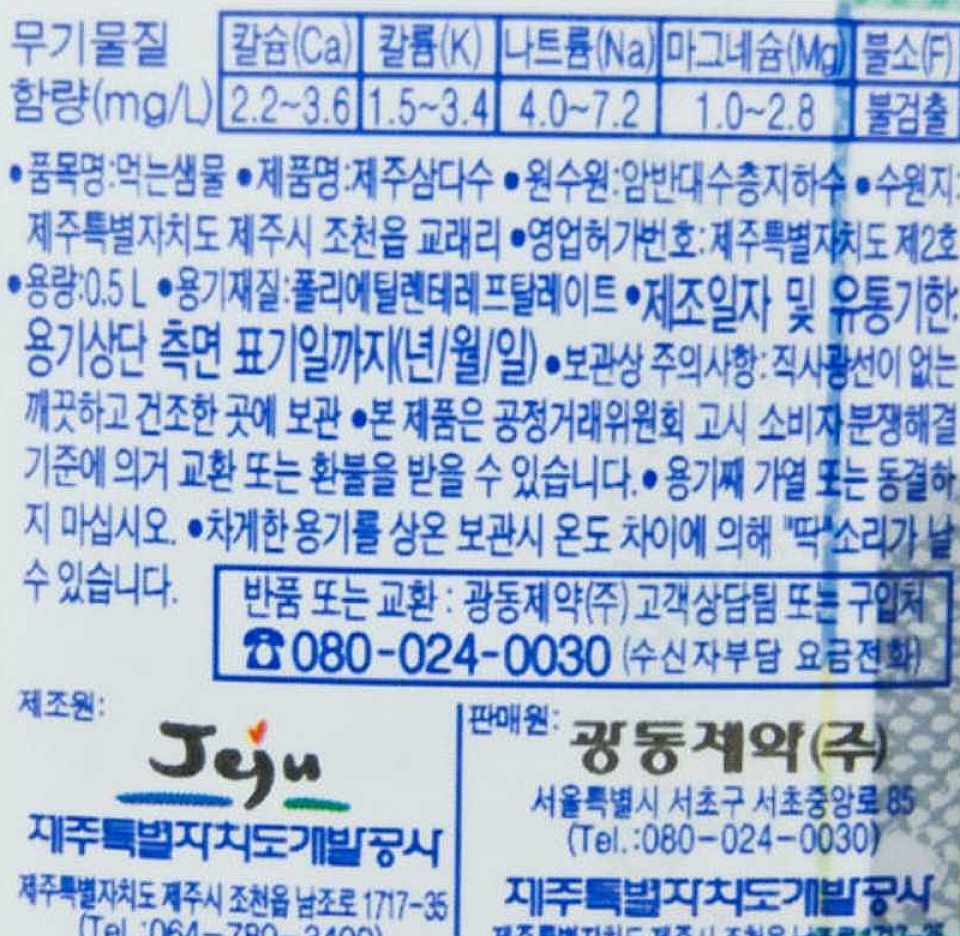 무기물질 칼슘(Ca) 칼륨(K) 나트륨(Na) 마그네슘(Mg) 불소(F)
함량(mg/L) 2.2~3.6 1.5~3.4 4.0~7.2 1.0~2.8 불검출
•품목명:먹는샘물 •제품명:제주삼다수 •원수원:암반대수층지하수 •수원지:
제주특별자치도 제주시 조천읍 교래리 •영업허가번호:제주특별자치도 제2호
•용량:0.5 L •용기재질:폴리에틸렌테레프탈레이트 •제조일자 및 유통기한:
용기상단 측면 표기일까지(년/월/일) •보관상 주의사항:직사광선이 없는
깨끗하고 건조한 곳에 보관 •본 제품은 공정거래위원회 고시 소비자분쟁해결
기준에 의거 교환 또는 환불을 받을 수 있습니다. •용기째 가열 또는 동결하
지 마십시오. •차게한 용기를 상온 보관시 온도 차이에 의해 "딱"소리가 날
수 있습니다.
반품 또는 교환 : 광동제약(주) 고객상담팀 또는 구입처
☎080-024-0030 (수신자부담 요금전화)
제조원:
Jeju
제주특별자치도개발공사
제주특별자치도 제주시 조천읍 남조로 1717-35
판매원: 광동제약(주)
서울특별시 서초구 서초중앙로 85
(Tel.:080-024-0030)
제주특별자치도개발공사
제주특별자치도 제주시 조천읍 남조로 1717-35